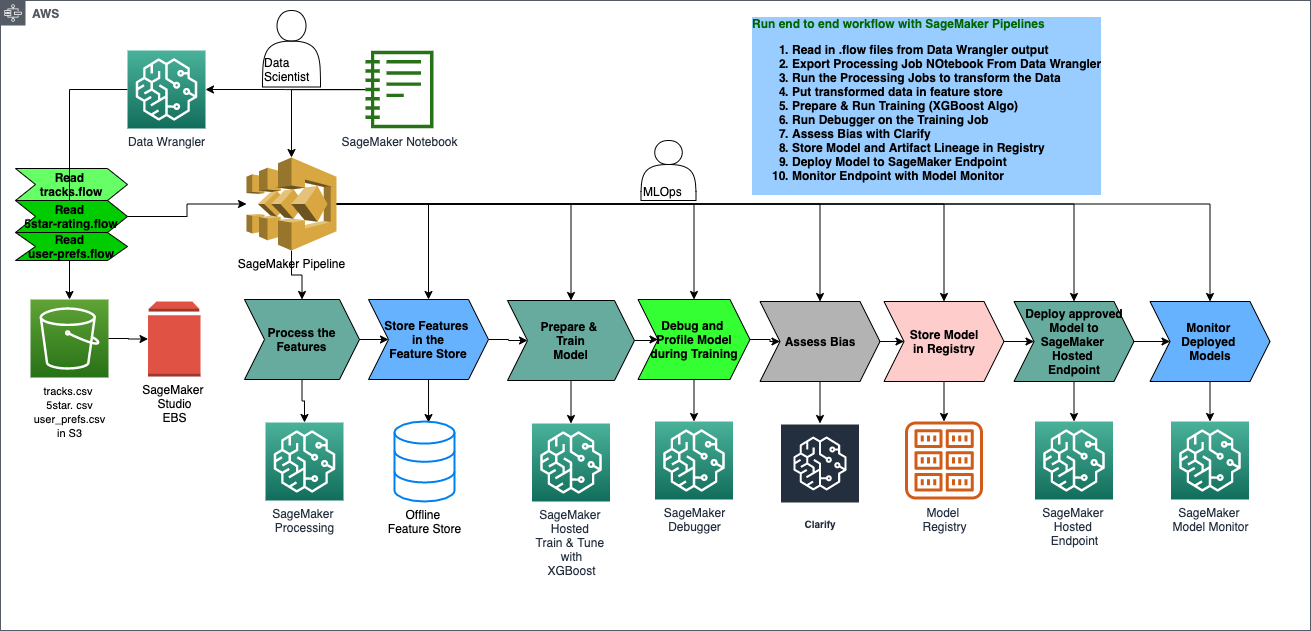 AWS
Run end to end workflow with SageMaker Pipelines
1. Read in .flow files from Data Wrangler output
2. Export Processing Job NOtebook From Data Wrangler
3. Run the Processing Jobs to transform the Data
4. Put transformed data in feature store
5. Prepare & Run Training (XGBoost Algo)
6. Run Debugger on the Training Job
7. Assess Bias with Clarify
8. Store Model and Artifact Lineage in Registry
9. Deploy Model to SageMaker Endpoint
10. Monitor Endpoint with Model Monitor
Data
Scientist
Data Wrangler
SageMaker Notebook
MLOps
Read
tracks.flow
Read
5star-rating.flow
Read
user-prefs.flow
SageMaker Pipeline
tracks.csv
5star. csv
user_prefs.csv
in S3
SageMaker
Studio
EBS
Process the
Features
Store Features
in the
Feature Store
Prepare &
Train
Model
Debug and
Profile Model
during Training
Assess Bias
Store Model
in Registry
Deploy approved
Model to
SageMaker
Hosted
Endpoint
Monitor
Deployed
Models
SageMaker
Processing
Offline
Feature Store
SageMaker
Hosted
Train & Tune
with
XGBoost
SageMaker
Debugger
Clarify
Model
Registry
SageMaker
Hosted
Endpoint
SageMaker
Model Monitor